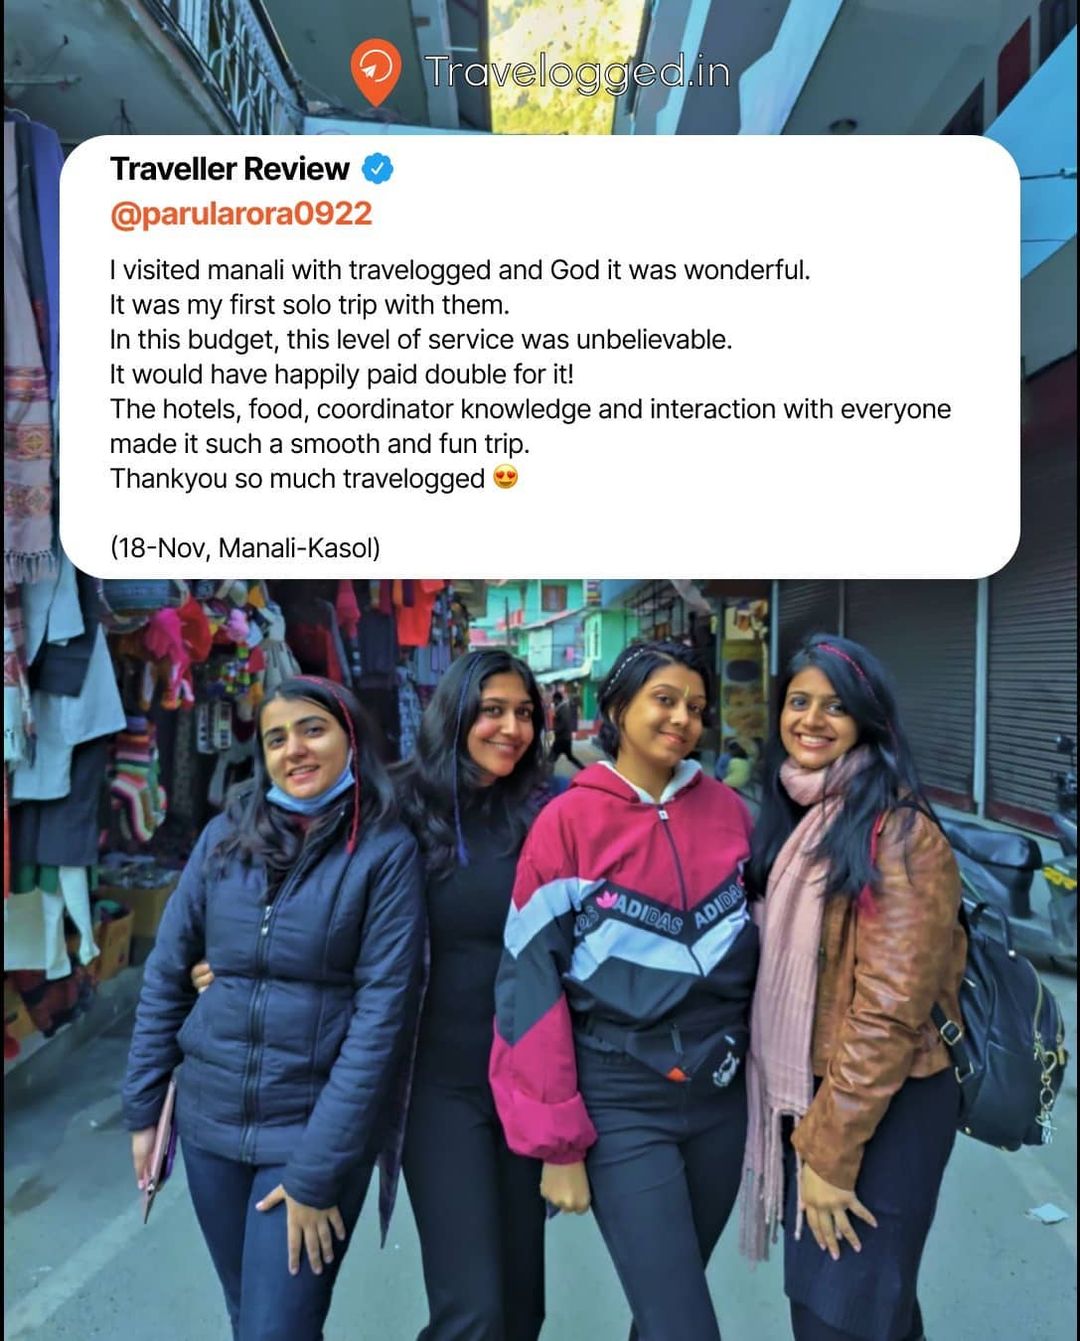 Travelogged.in
Traveller Review
@parularora0922
I visited manali with travelogged and God it was wonderful.
It was my first solo trip with them.
In this budget, this level of service was unbelievable.
It would have happily paid double for it!
The hotels, food, coordinator knowledge and interaction with everyone
made it such a smooth and fun trip.
Thankyou so much travelogged 😍
(18-Nov, Manali-Kasol)
ADIDAS ADIDA